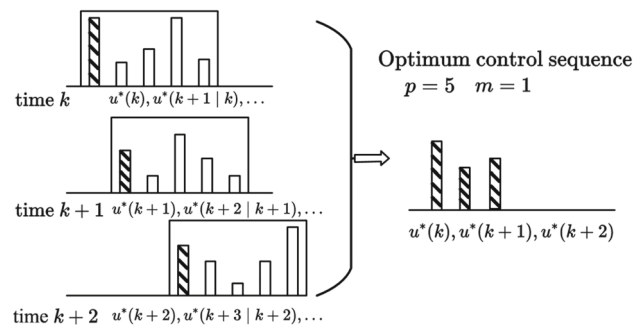 time k u*(k), u*(k + 1 | k), ...
time k + 1 u*(k + 1), u*(k + 2 | k + 1), ...
time k + 2 u*(k + 2), u*(k + 3 | k + 2), ...
Optimum control sequence
p = 5 m = 1
u*(k), u*(k + 1), u*(k + 2)